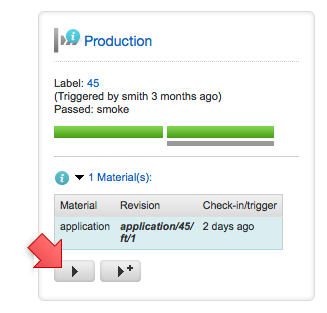 Production
Label: 45
(Triggered by smith 3 months ago)
Passed: smoke
1 Material(s):
Material Revision Check-in/trigger
application application/45/ 2 days ago
ft/1